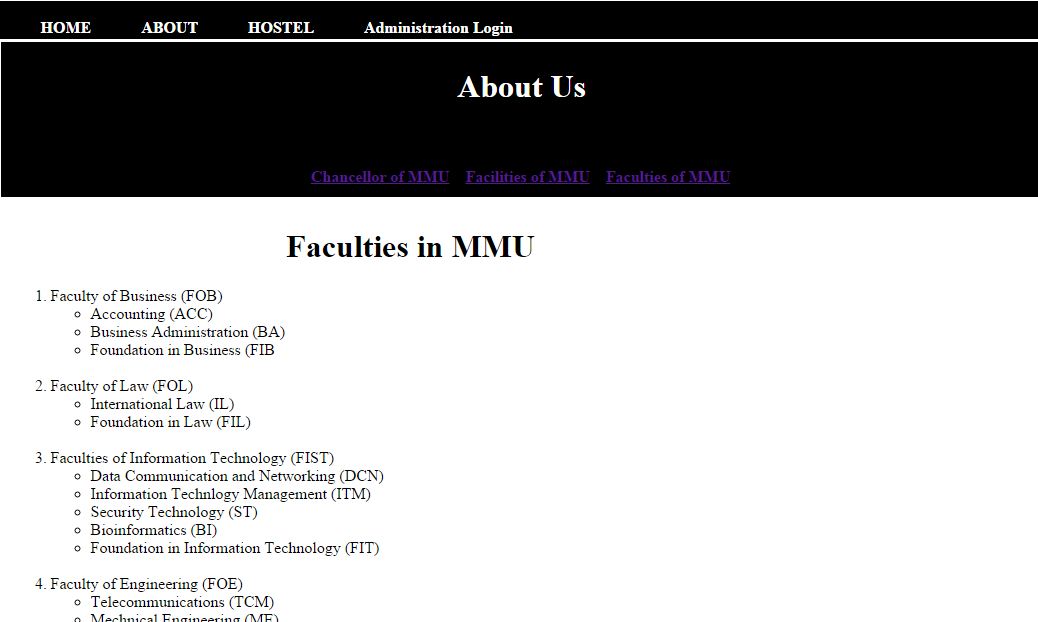 HOME ABOUT HOSTEL Administration Login
About Us
Chancellor of MMU Facilities of MMU Faculties of MMU
Faculties in MMU
1. Faculty of Business (FOB)
Accounting (ACC)
Business Administration (BA)
Foundation in Business (FIB
2. Faculty of Law (FOL)
International Law (IL)
Foundation in Law (FIL)
3. Faculties of Information Technology (FIST)
Data Communication and Networking (DCN)
Information Technlogy Management (ITM)
Security Technology (ST)
Bioinformatics (BI)
Foundation in Information Technology (FIT)
4. Faculty of Engineering (FOE)
Telecommunications (TCM)
Mechnical Engineering (ME)